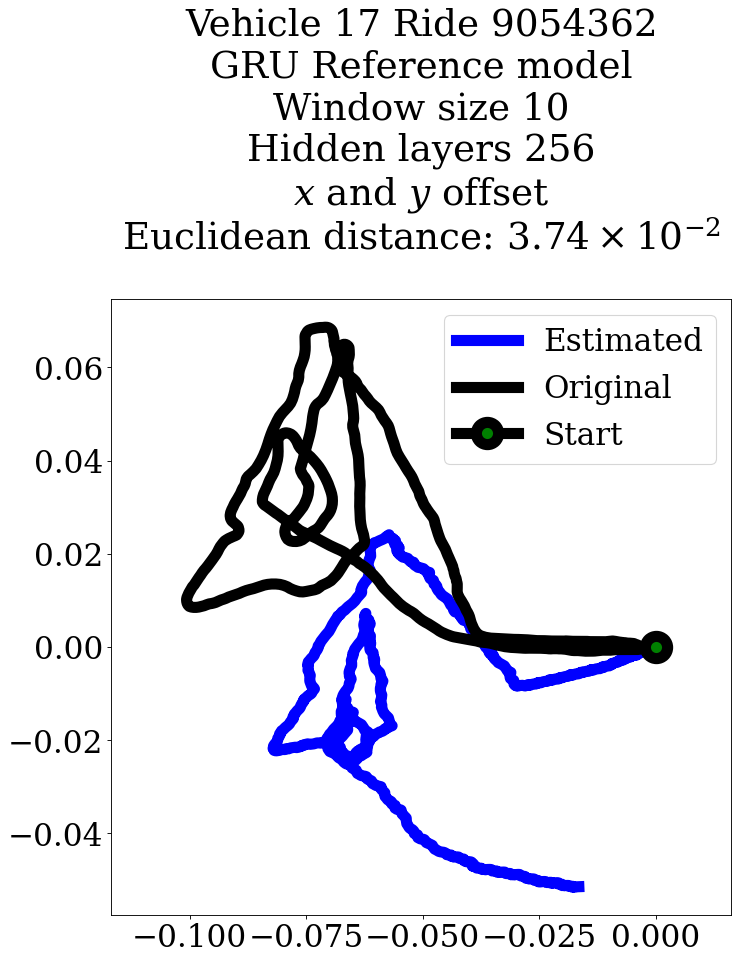 Vehicle 17 Ride 9054362
GRU Reference model
Window size 10
Hidden layers 256
x and y offset
Euclidean distance: 3.74 × 10⁻²
Estimated
Original
Start
0.06
0.04
0.02
0.00
−0.02
−0.04
−0.100 −0.075 −0.050 −0.025 0.000